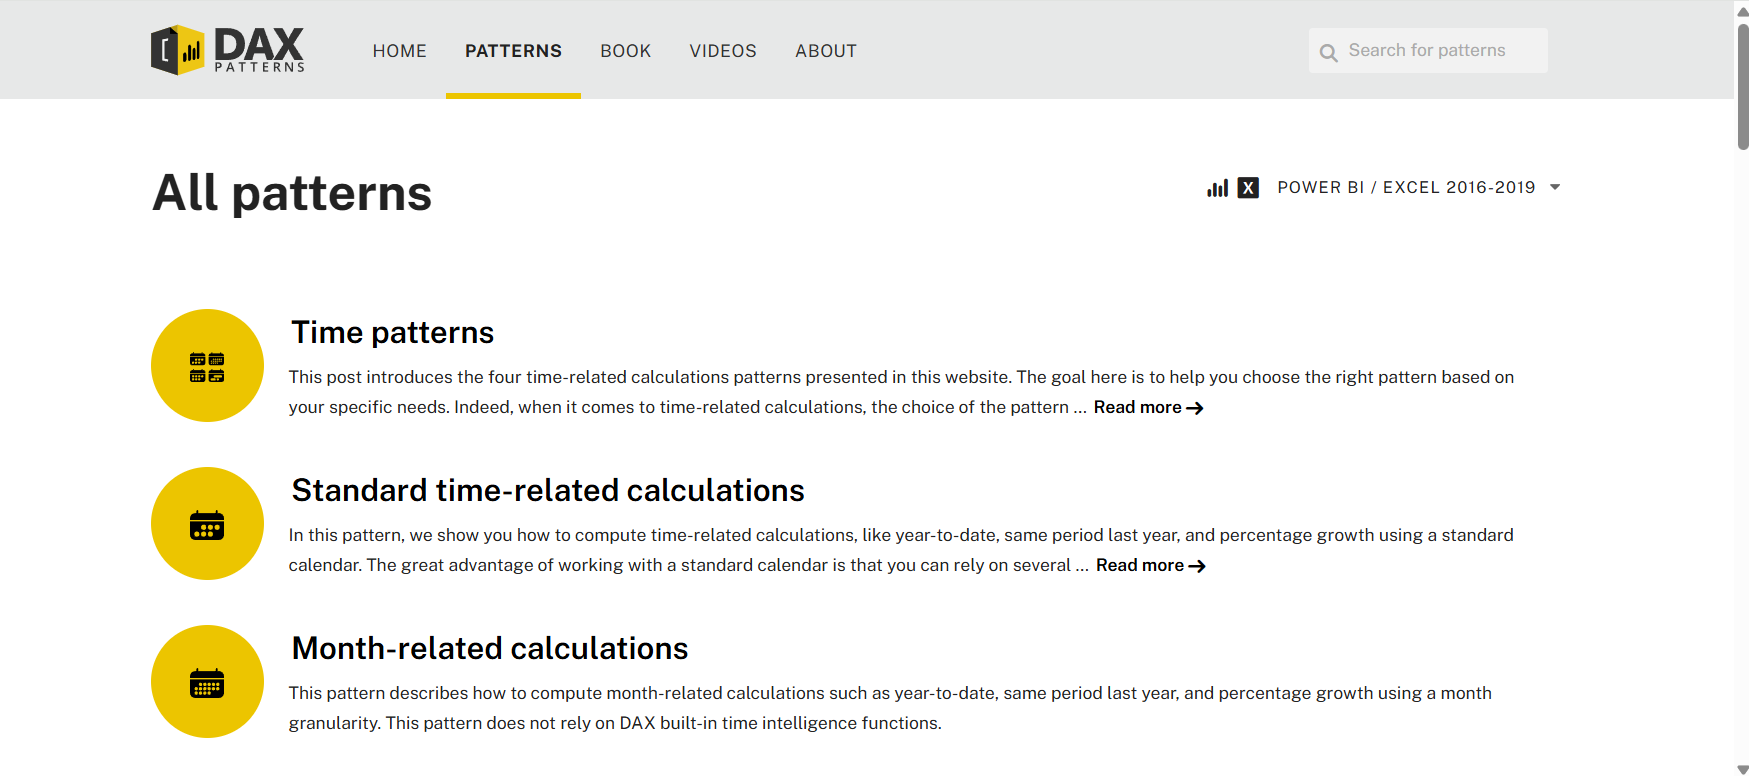 DAX
PATTERNS
HOME
PATTERNS
BOOK
VIDEOS
ABOUT
Search for patterns
All patterns
X
POWER BI / EXCEL 2016-2019
Time patterns
This post introduces the four time-related calculations patterns presented in this website. The goal here is to help you choose the right pattern based on
your specific needs. Indeed, when it comes to time-related calculations, the choice of the pattern ... Read more
Standard time-related calculations
In this pattern, we show you how to compute time-related calculations, like year-to-date, same period last year, and percentage growth using a standard
calendar. The great advantage of working with a standard calendar is that you can rely on several ... Read more
Month-related calculations
This pattern describes how to compute month-related calculations such as year-to-date, same period last year, and percentage growth using a month
granularity. This pattern does not rely on DAX built-in time intelligence functions.